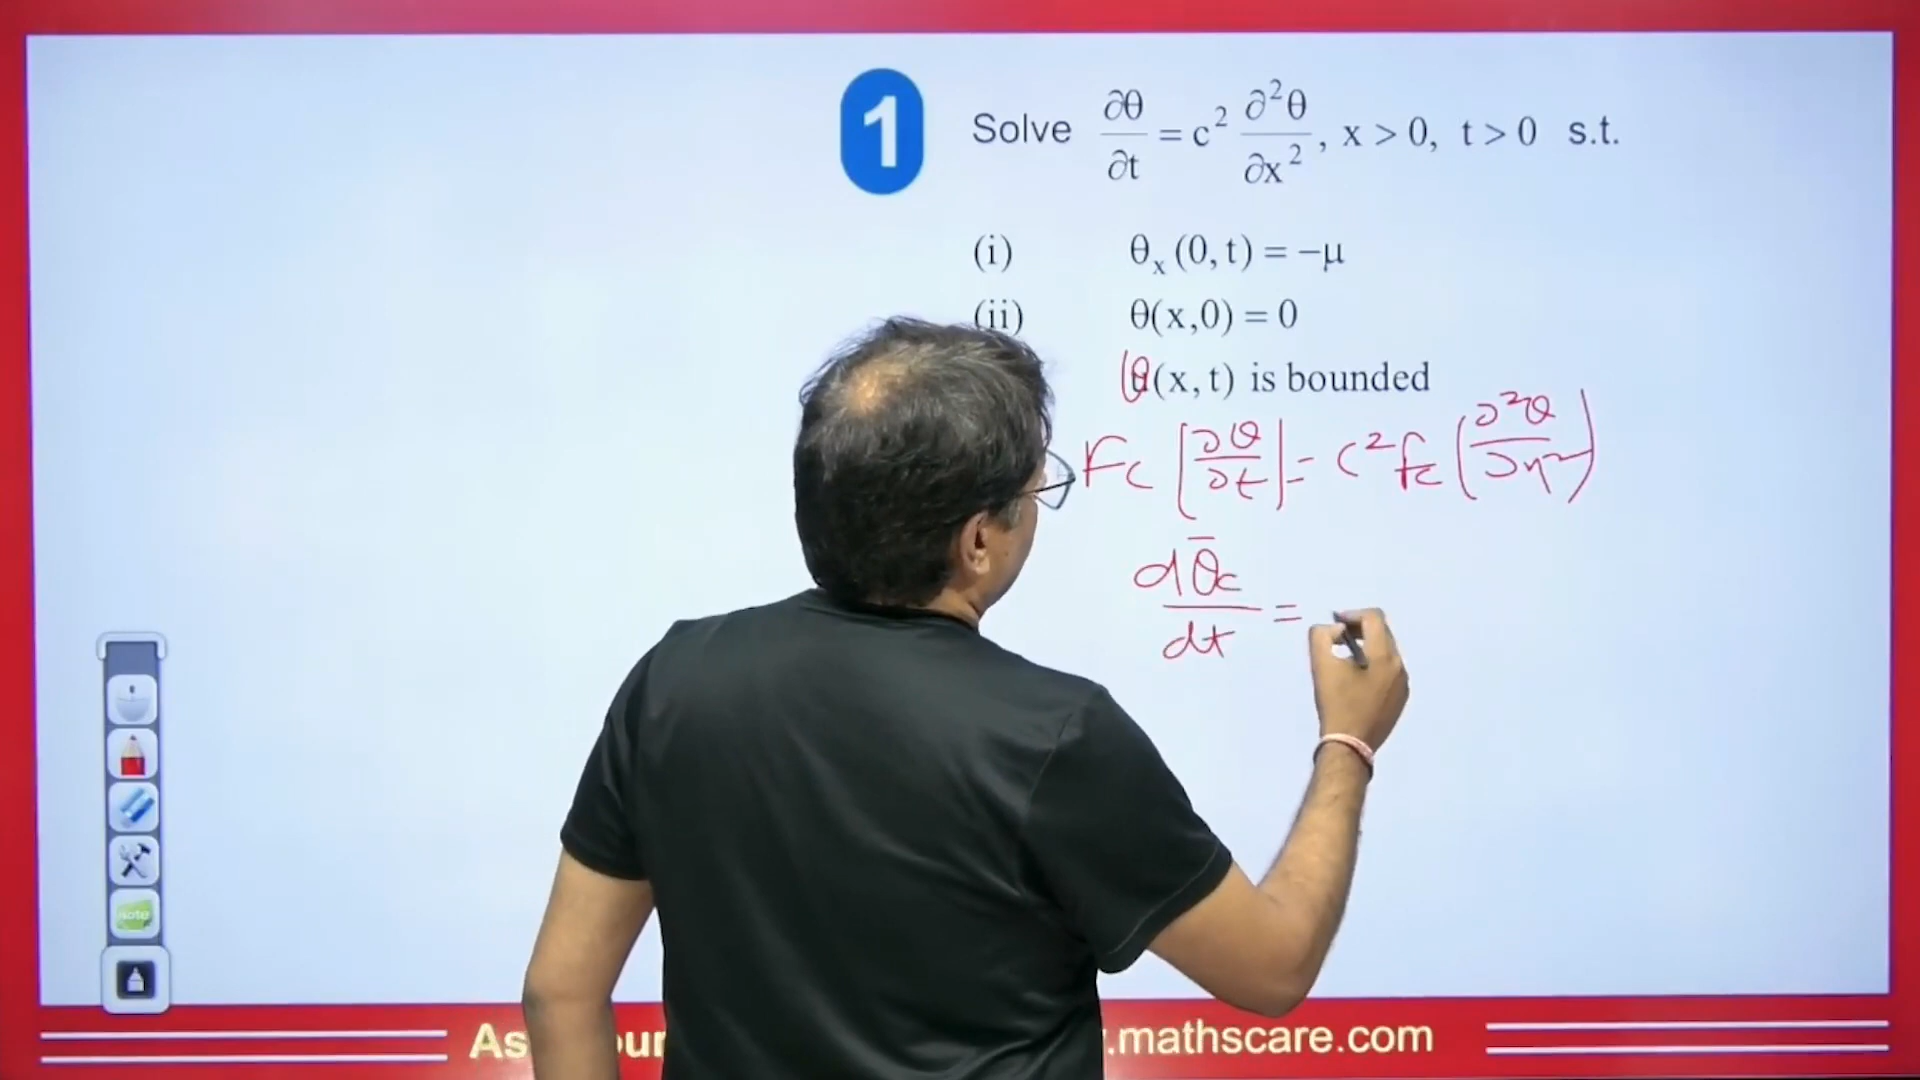 1
Solve ∂θ/∂t = c² ∂²θ/∂x², x > 0, t > 0 s.t.
(i) θₓ(0, t) = −μ
(ii) θ(x,0) = 0
θ(x, t) is bounded
Fc [∂θ/∂t] = c² Fc (∂²θ/∂x²)
dθ̄c/dt =
note
.mathscare.com